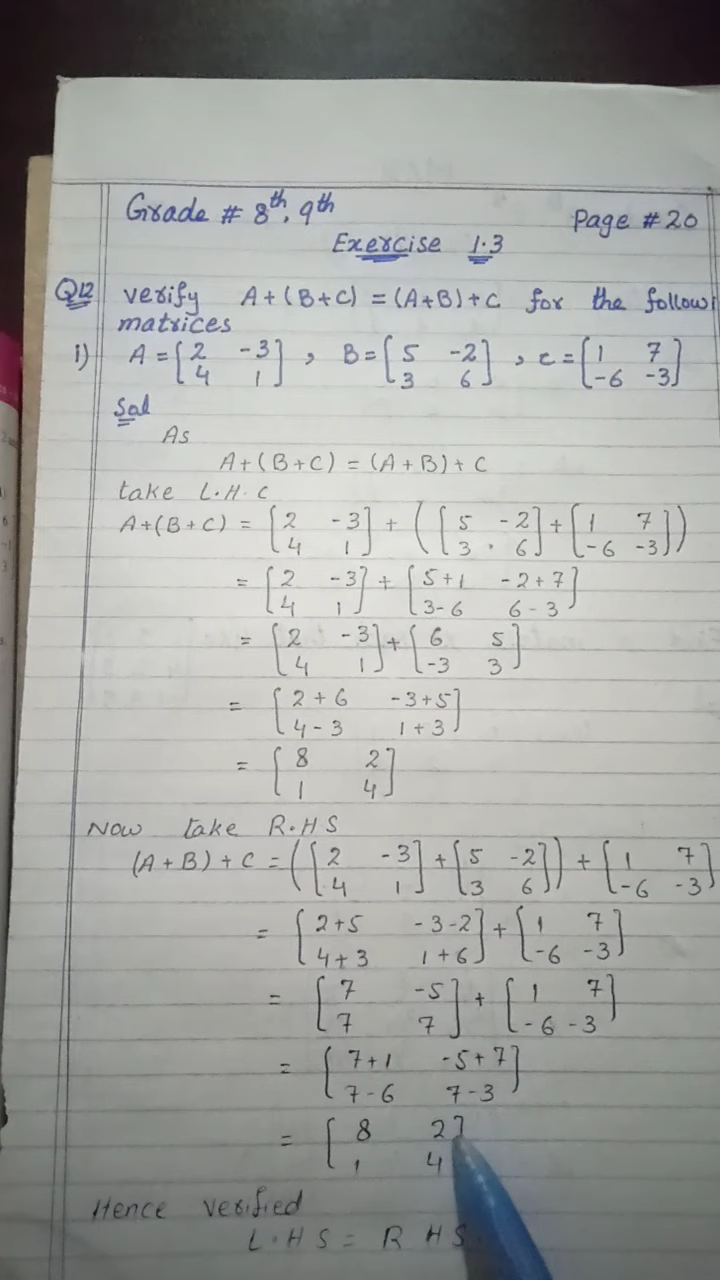 Grade # 8th, 9th Page # 20
Exercise 1.3
Q12 verify A+(B+C) = (A+B)+C for the followi
matrices
i) A = [2 -3] , B = [5 -2] , C = [1 7]
[4 1] [3 6] [-6 -3]
Sol
As
A+(B+C) = (A+B)+C
take L.H.C
A+(B+C) = [2 -3] + ([5 -2] + [1 7])
[4 1] [3 . 6] [-6 -3]
= [2 -3] + [5+1 -2+7]
[4 1] [3-6 6-3]
= [2 -3] + [6 5]
[4 1] [-3 3]
= [2+6 -3+5]
[4-3 1+3]
= [8 2]
[1 4]
Now take R.HS
(A+B)+C = ([2 -3] + [5 -2]) + [1 7]
[4 1] [3 6] [-6 -3]
= [2+5 -3-2] + [1 7]
[4+3 1+6] [-6 -3]
= [7 -5] + [1 7]
[7 7] [-6 -3]
= [7+1 -5+7]
[7-6 7-3]
= [8 2]
[1 4
Hence verified
L.HS = R HS